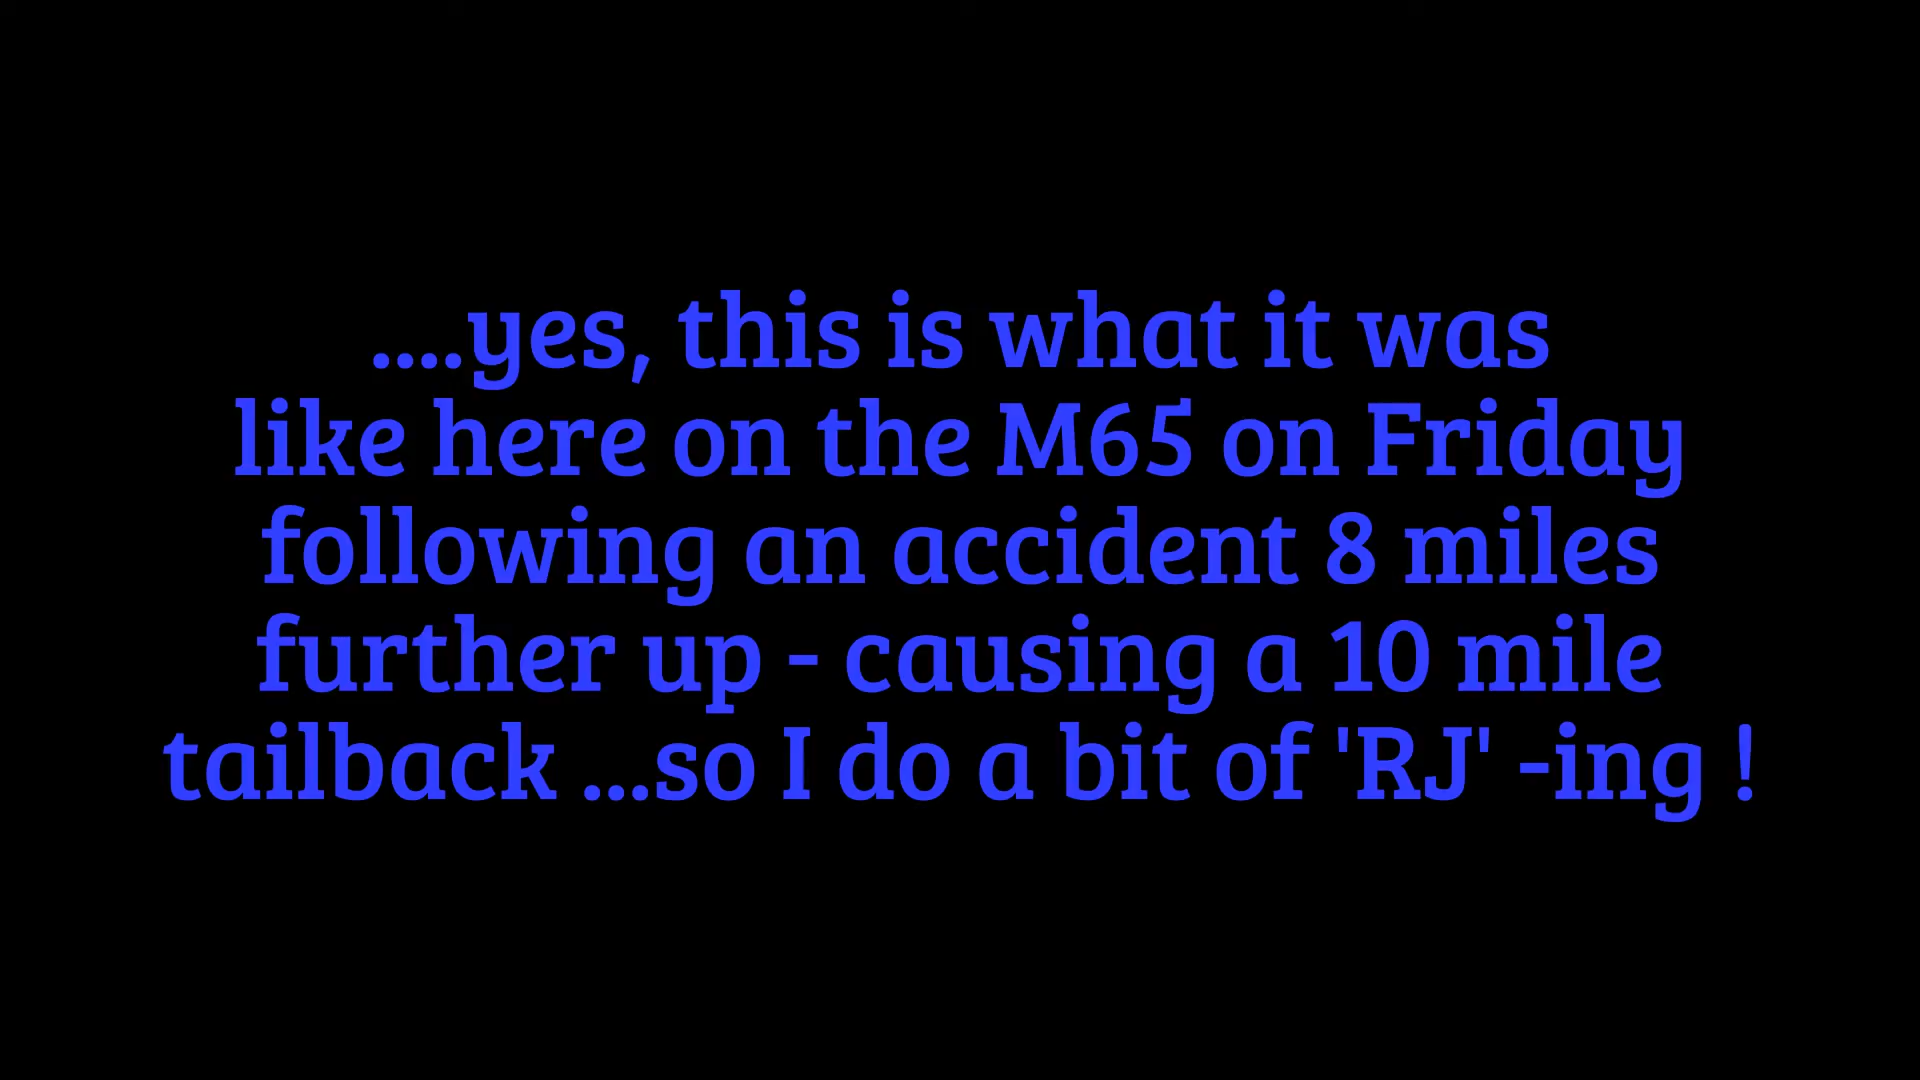 ....yes, this is what it was
like here on the M65 on Friday
following an accident 8 miles
further up - causing a 10 mile
tailback ...so I do a bit of 'RJ' -ing !